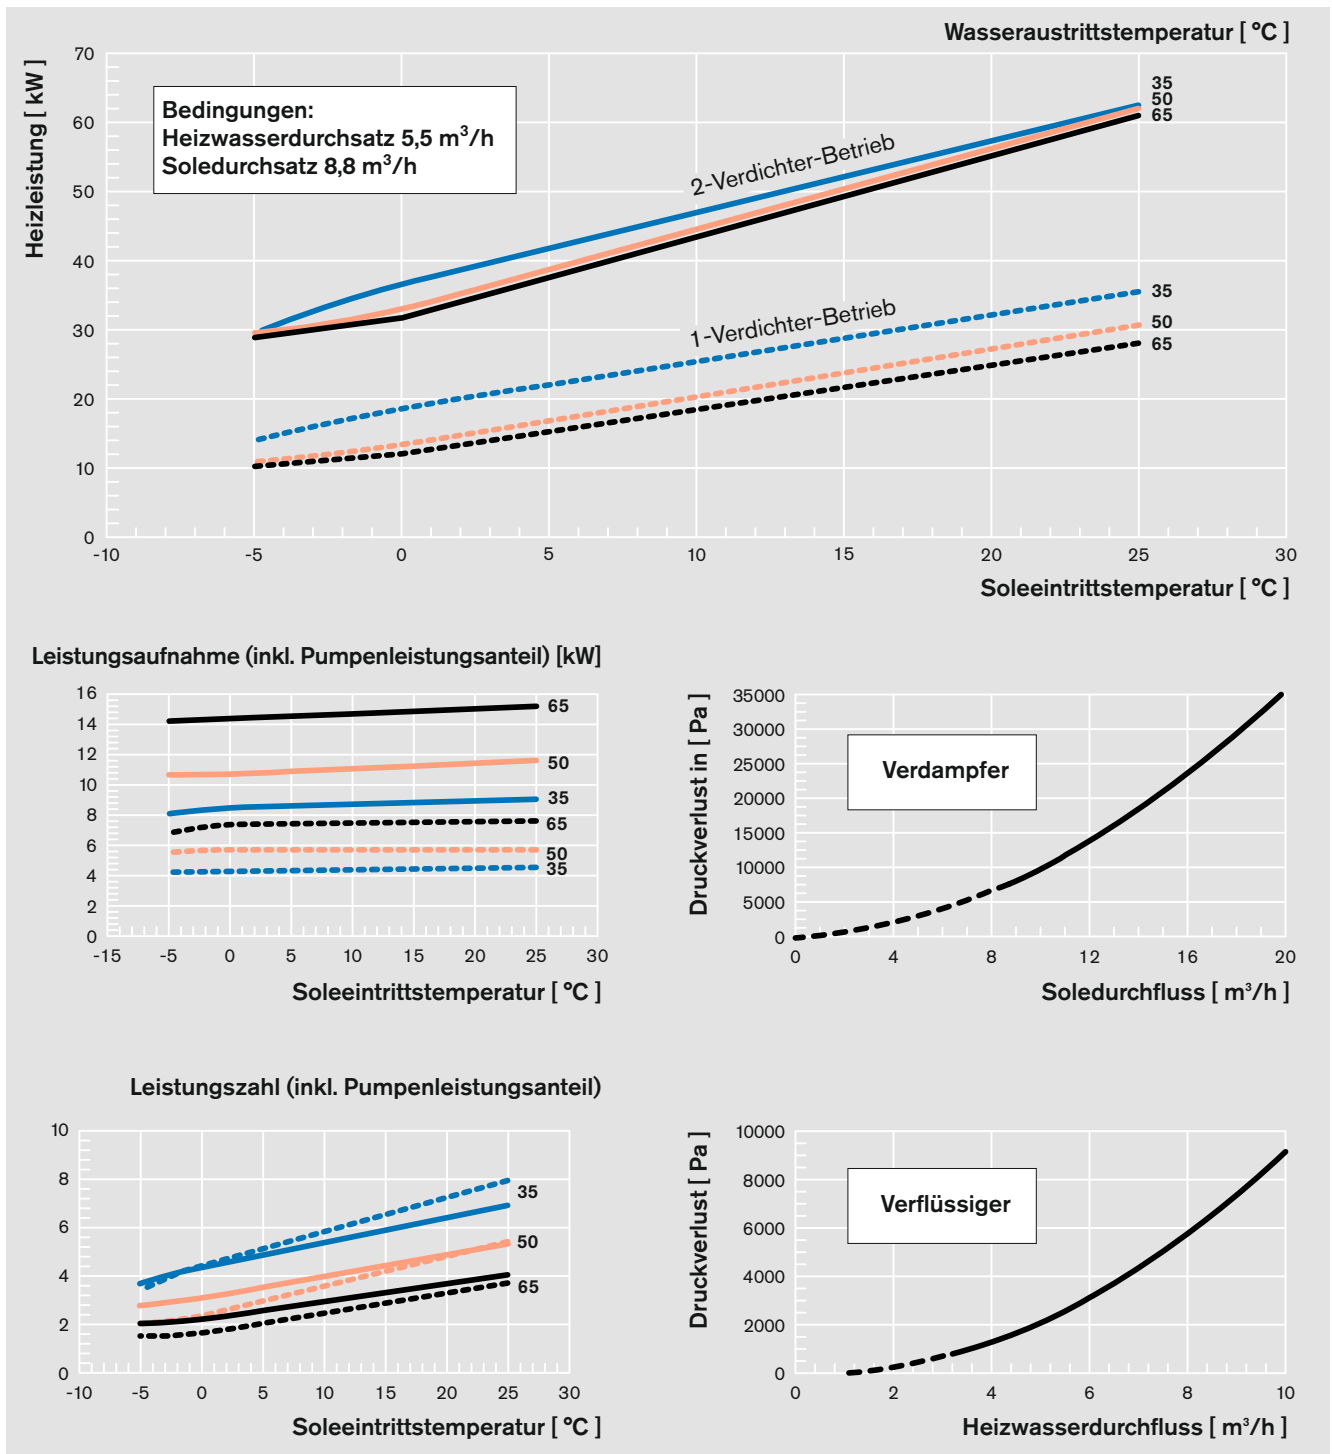 Wasseraustrittstemperatur [ °C ]
Heizleistung [ kW ]
70
60
50
40
30
20
10
0
Bedingungen:
Heizwasserdurchsatz 5,5 m³/h
Soledurchsatz 8,8 m³/h
2-Verdichter-Betrieb
35
50
65
1-Verdichter-Betrieb
35
50
65
-10 -5 0 5 10 15 20 25 30
Soleeintrittstemperatur [ °C ]
Leistungsaufnahme (inkl. Pumpenleistungsanteil) [kW]
16
14
12
10
8
6
4
2
0
65
50
35
65
50
35
-15 -5 0 5 10 15 20 25 30
Soleeintrittstemperatur [ °C ]
Druckverlust in [ Pa ]
35000
30000
25000
20000
15000
10000
5000
0
Verdampfer
0 4 8 12 16 20
Soledurchfluss [ m³/h ]
Leistungszahl (inkl. Pumpenleistungsanteil)
10
8
6
4
2
0
35
50
65
-10 -5 0 5 10 15 20 25 30
Soleeintrittstemperatur [ °C ]
Druckverlust [ Pa ]
10000
8000
6000
4000
2000
0
Verflüssiger
0 2 4 6 8 10
Heizwasserdurchfluss [ m³/h ]